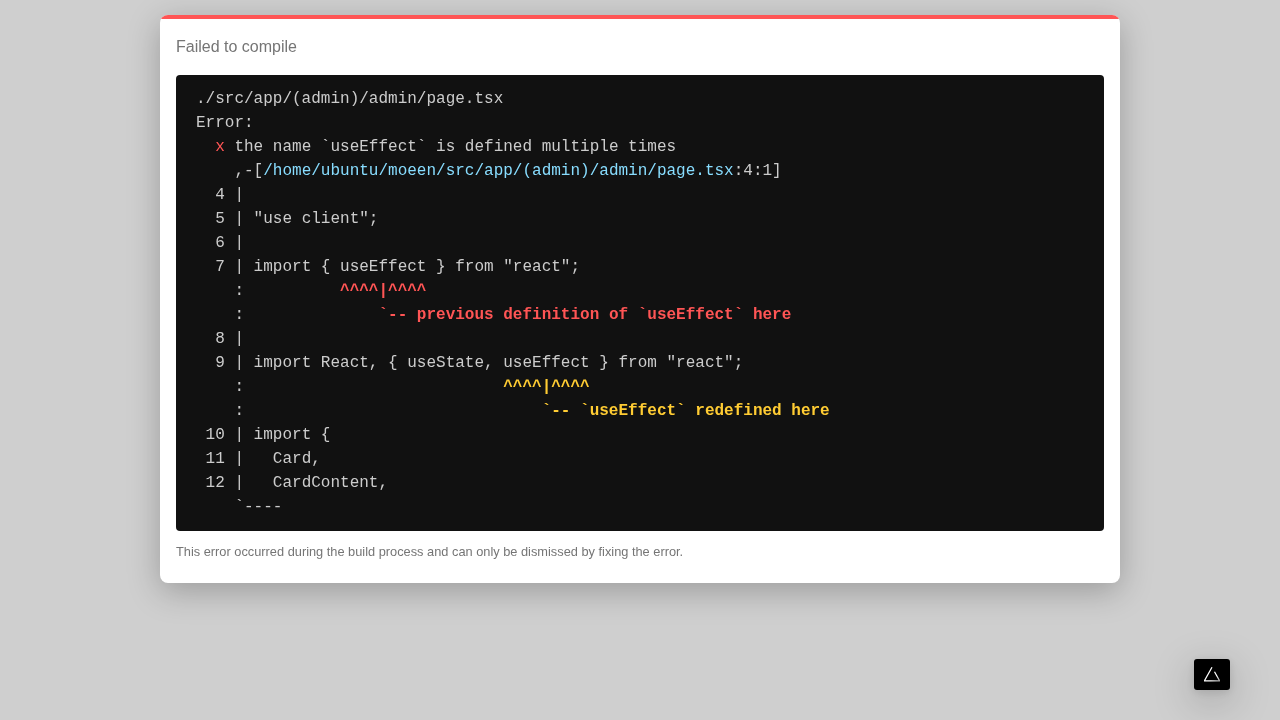 Failed to compile
./src/app/(admin)/admin/page.tsx
Error:
  x the name `useEffect` is defined multiple times
    ,-[/home/ubuntu/moeen/src/app/(admin)/admin/page.tsx:4:1]
  4 |
  5 | "use client";
  6 |
  7 | import { useEffect } from "react";
    :          ^^^^|^^^^
    :              `-- previous definition of `useEffect` here
  8 |
  9 | import React, { useState, useEffect } from "react";
    :                           ^^^^|^^^^
    :                               `-- `useEffect` redefined here
 10 | import {
 11 |   Card,
 12 |   CardContent,
    `----
This error occurred during the build process and can only be dismissed by fixing the error.